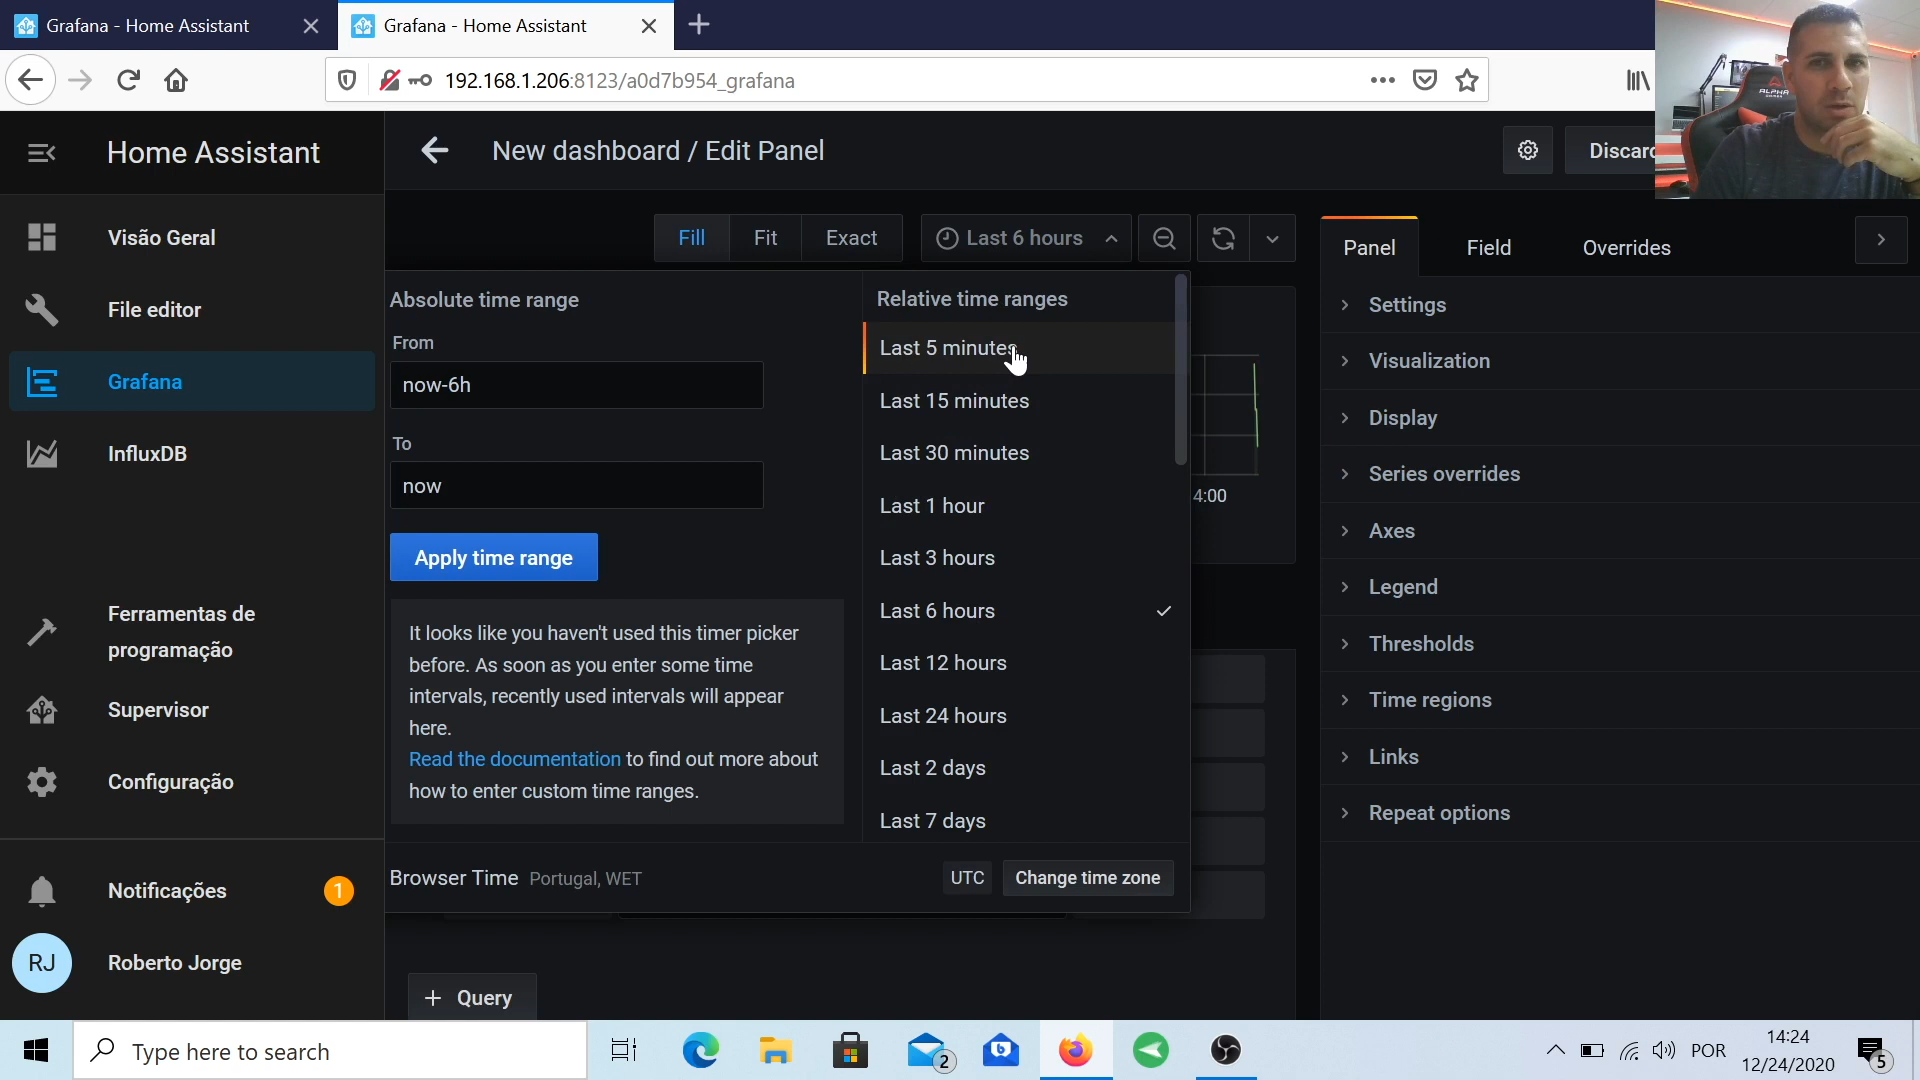 Grafana - Home Assistant
Grafana - Home Assistant
192.168.1.206:8123/a0d7b954_grafana
ALPHA
Home Assistant
New dashboard / Edit Panel
Discard
Visão Geral
File editor
Grafana
InfluxDB
Ferramentas de
programação
Supervisor
Configuração
Notificações
1
RJ
Roberto Jorge
Fill
Fit
Exact
Last 6 hours
Absolute time range
From
now-6h
To
now
Apply time range
It looks like you haven't used this timer picker
before. As soon as you enter some time
intervals, recently used intervals will appear
here.
Read the documentation to find out more about
how to enter custom time ranges.
Relative time ranges
Last 5 minutes
Last 15 minutes
Last 30 minutes
Last 1 hour
Last 3 hours
Last 6 hours
Last 12 hours
Last 24 hours
Last 2 days
Last 7 days
Browser Time Portugal, WET
UTC
Change time zone
4:00
+ Query
Panel
Field
Overrides
Settings
Visualization
Display
Series overrides
Axes
Legend
Thresholds
Time regions
Links
Repeat options
Type here to search
2
POR
14:24
12/24/2020
5